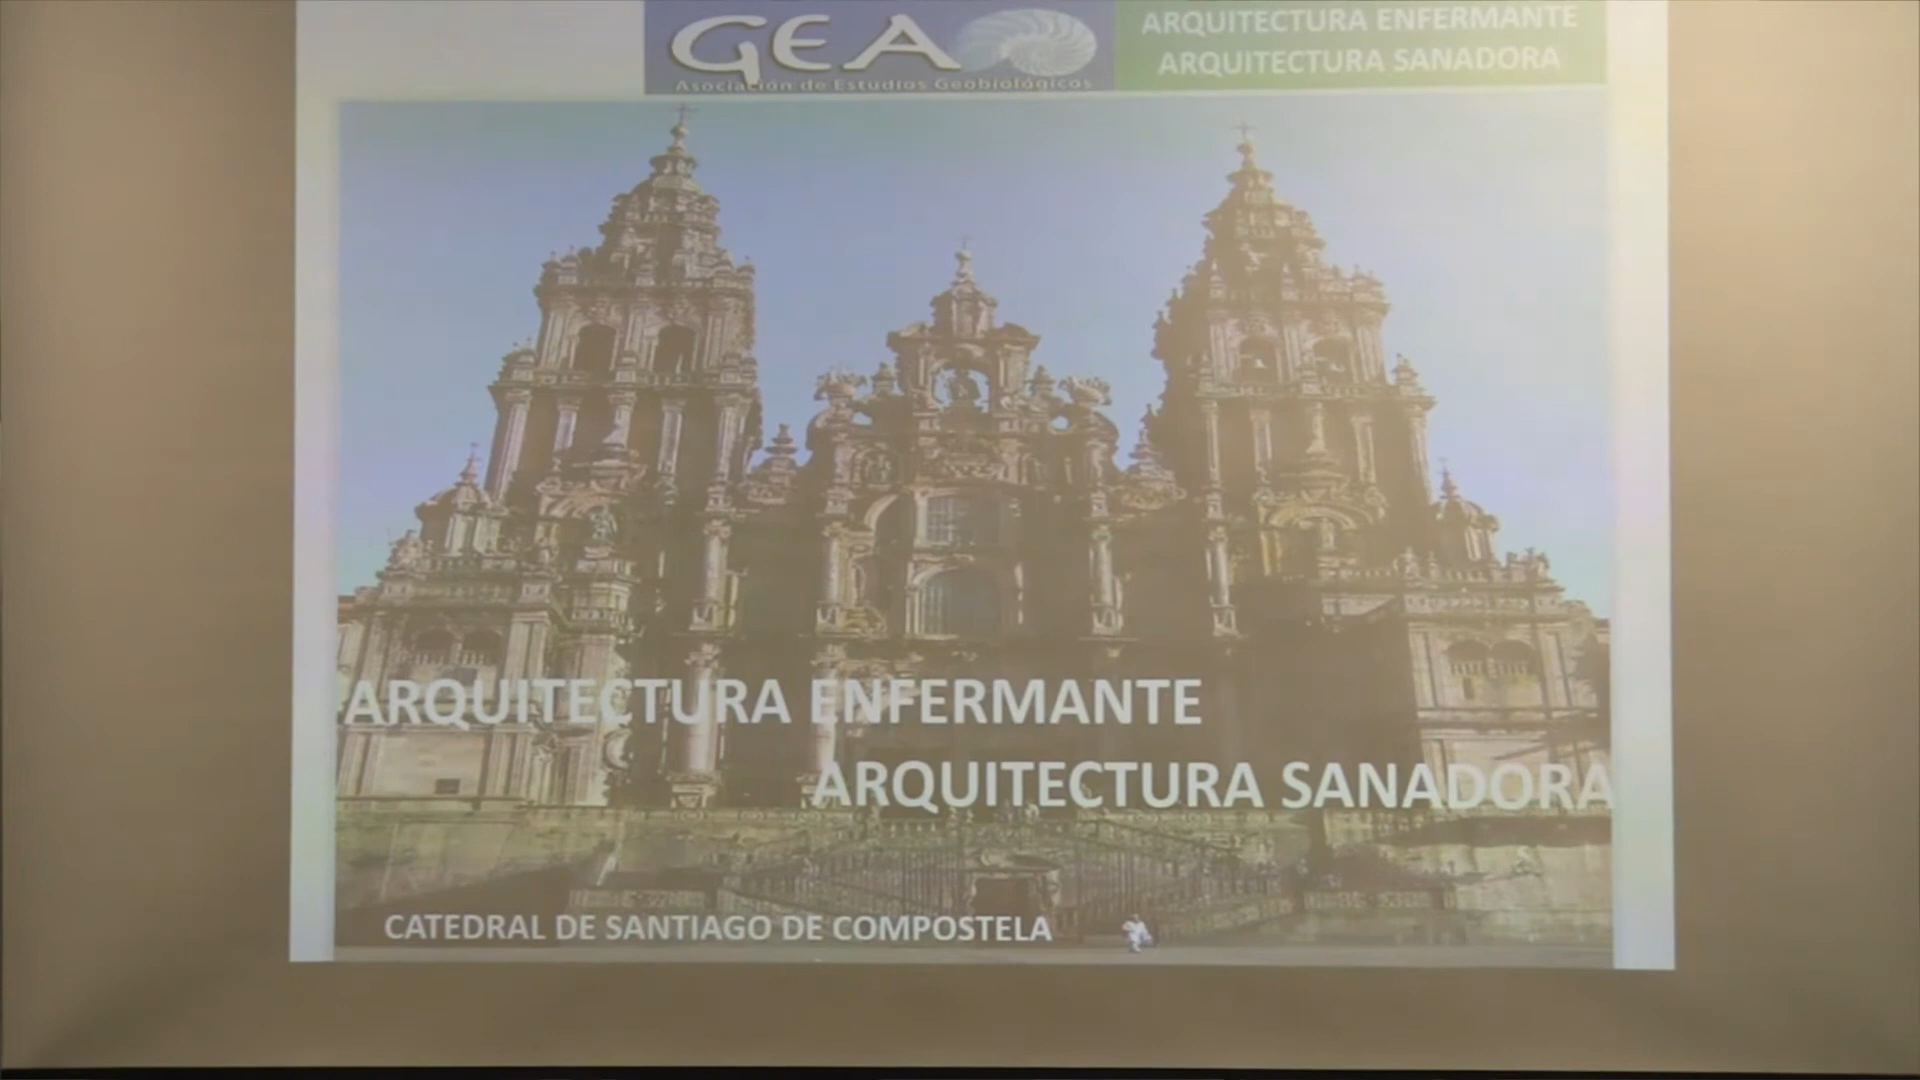 GEA
Asociación de Estudios Geobiológicos
ARQUITECTURA ENFERMANTE
ARQUITECTURA SANADORA
ARQUITECTURA ENFERMANTE
ARQUITECTURA SANADORA
CATEDRAL DE SANTIAGO DE COMPOSTELA